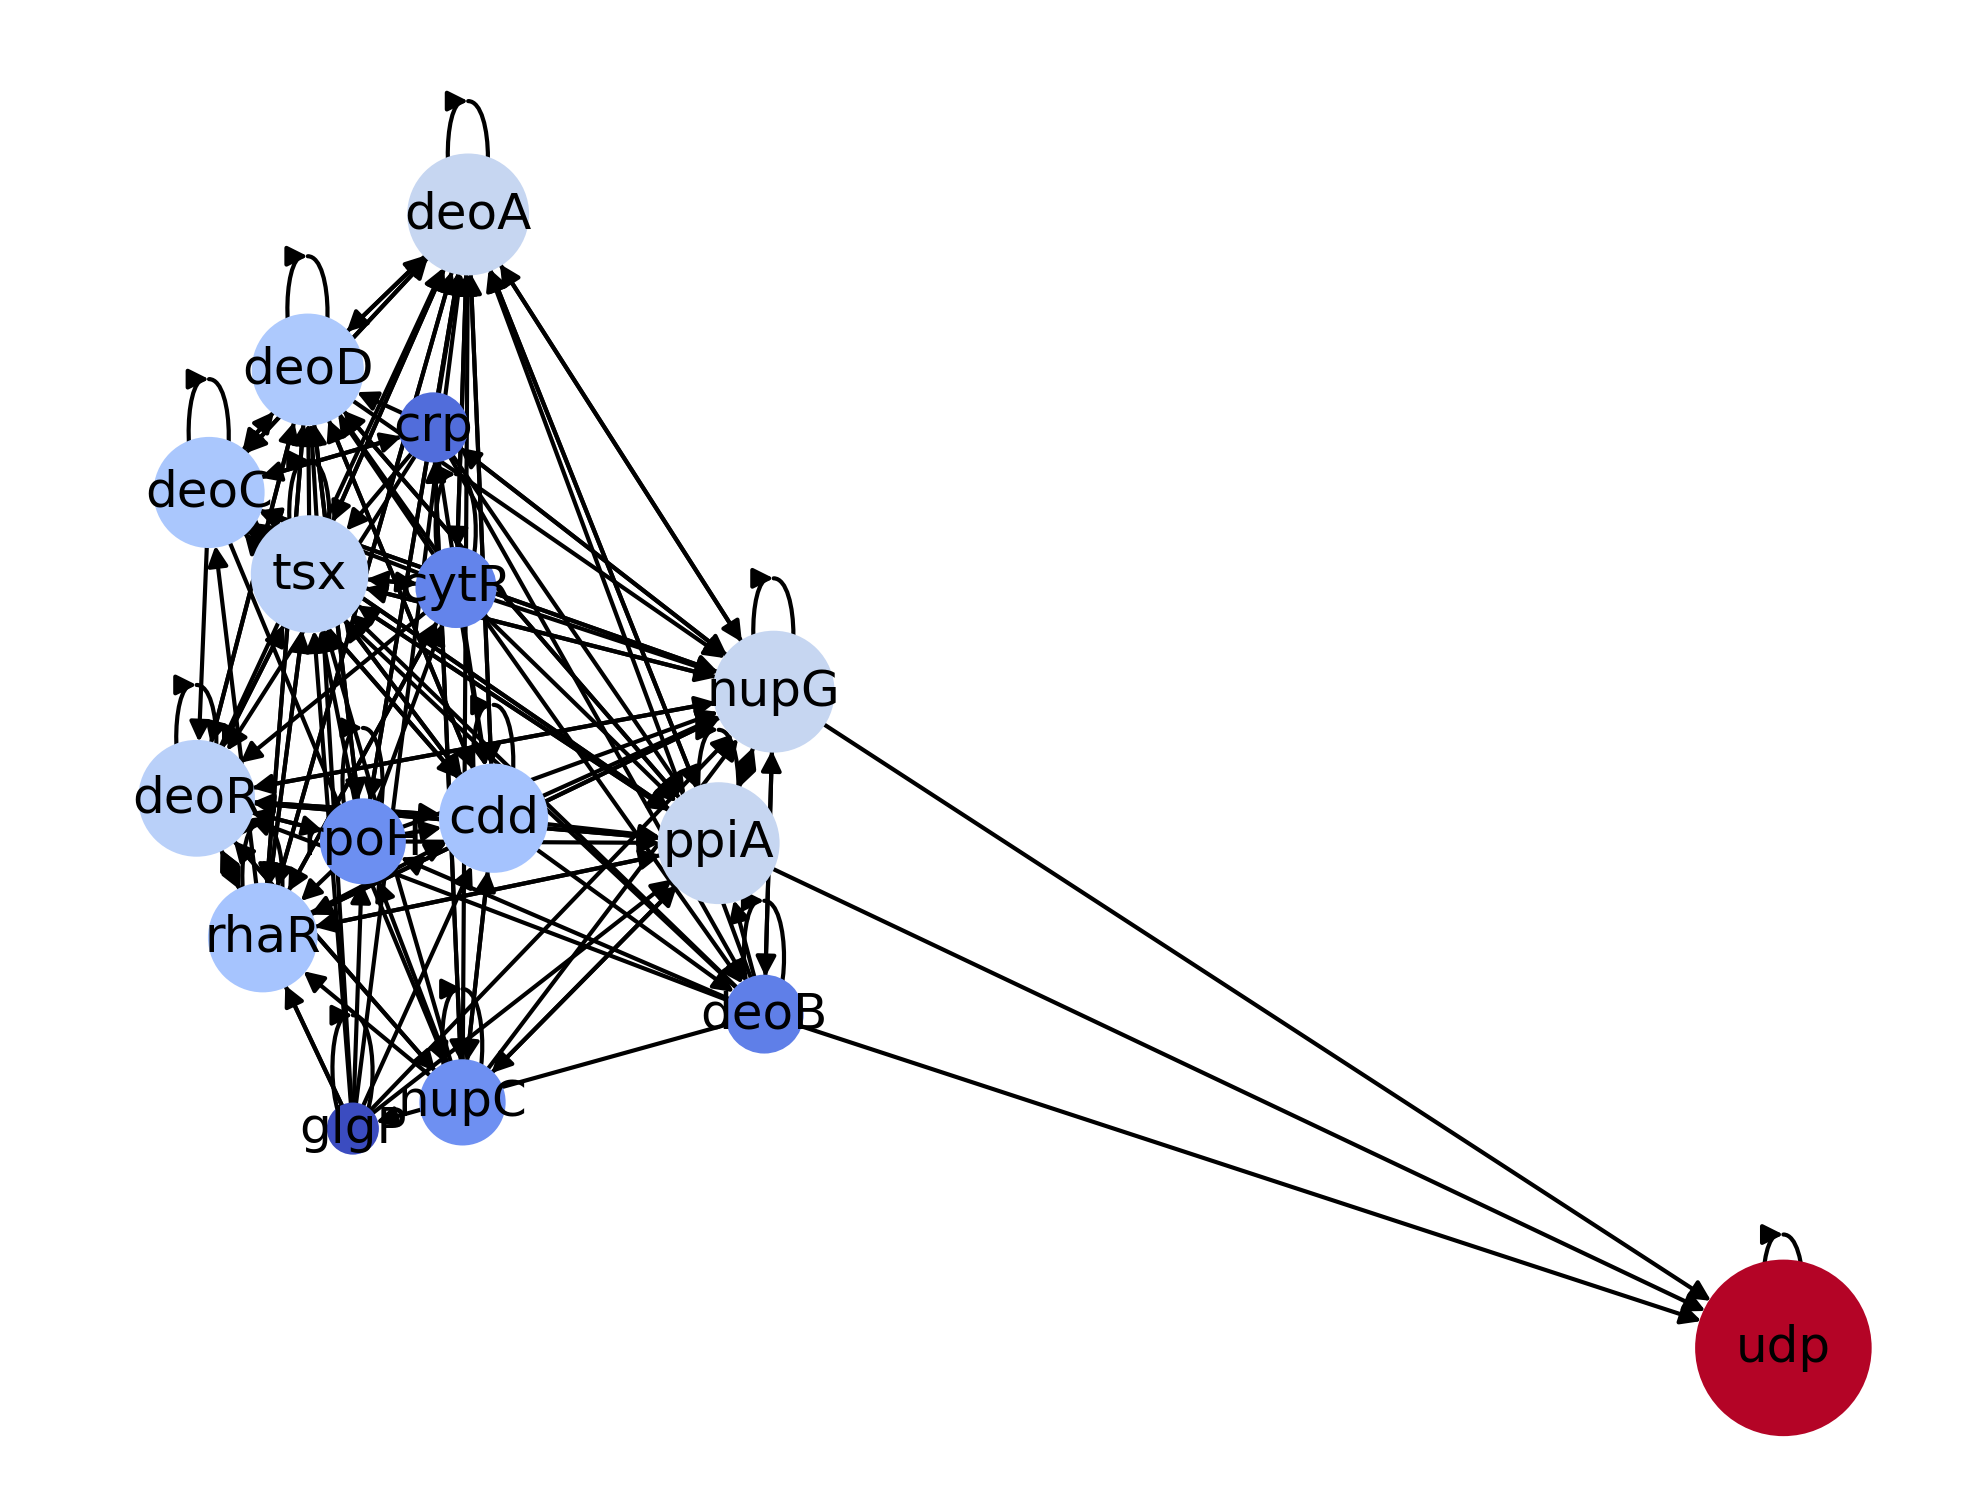 deoA
deoD
crp
deoC
tsx
cytR
nupG
deoR
rpoH
cdd
ppiA
rhaR
deoB
nupC
glgP
udp